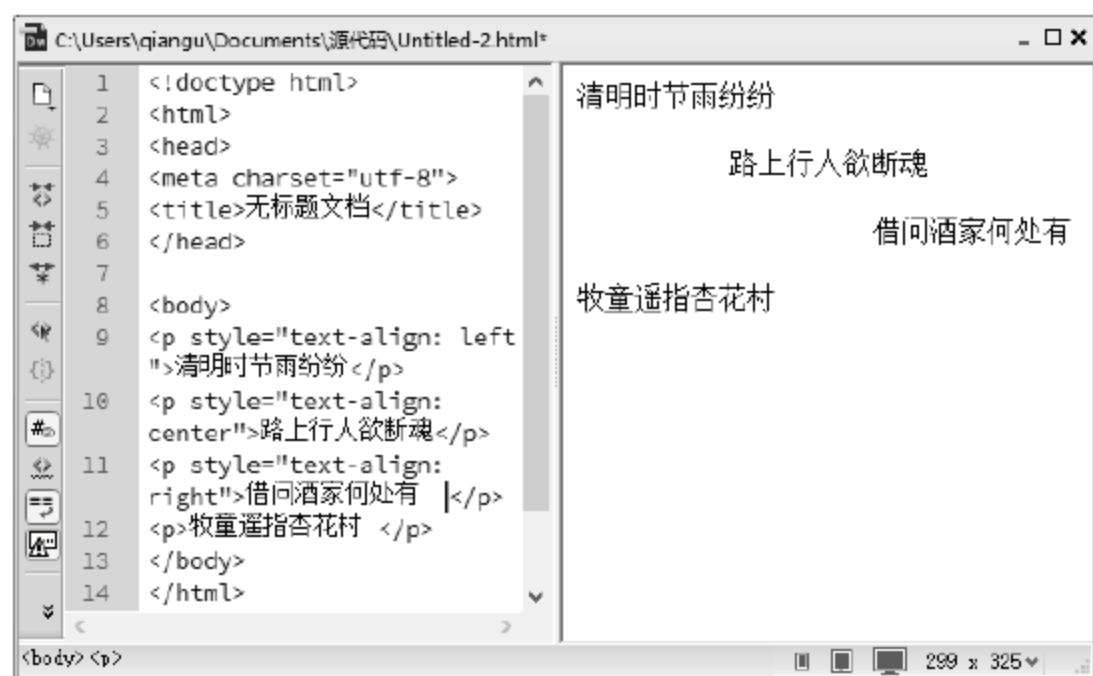 Dw C:\Users\qiangu\Documents\源代码\Untitled-2.html*
1 <!doctype html>
2 <html>
3 <head>
4 <meta charset="utf-8">
5 <title>无标题文档</title>
6 </head>
7
8 <body>
9 <p style="text-align: left
">清明时节雨纷纷</p>
10 <p style="text-align:
center">路上行人欲断魂</p>
11 <p style="text-align:
right">借问酒家何处有 </p>
12 <p>牧童遥指杏花村 </p>
13 </body>
14 </html>
清明时节雨纷纷
路上行人欲断魂
借问酒家何处有
牧童遥指杏花村
<body> <p>
299 x 325